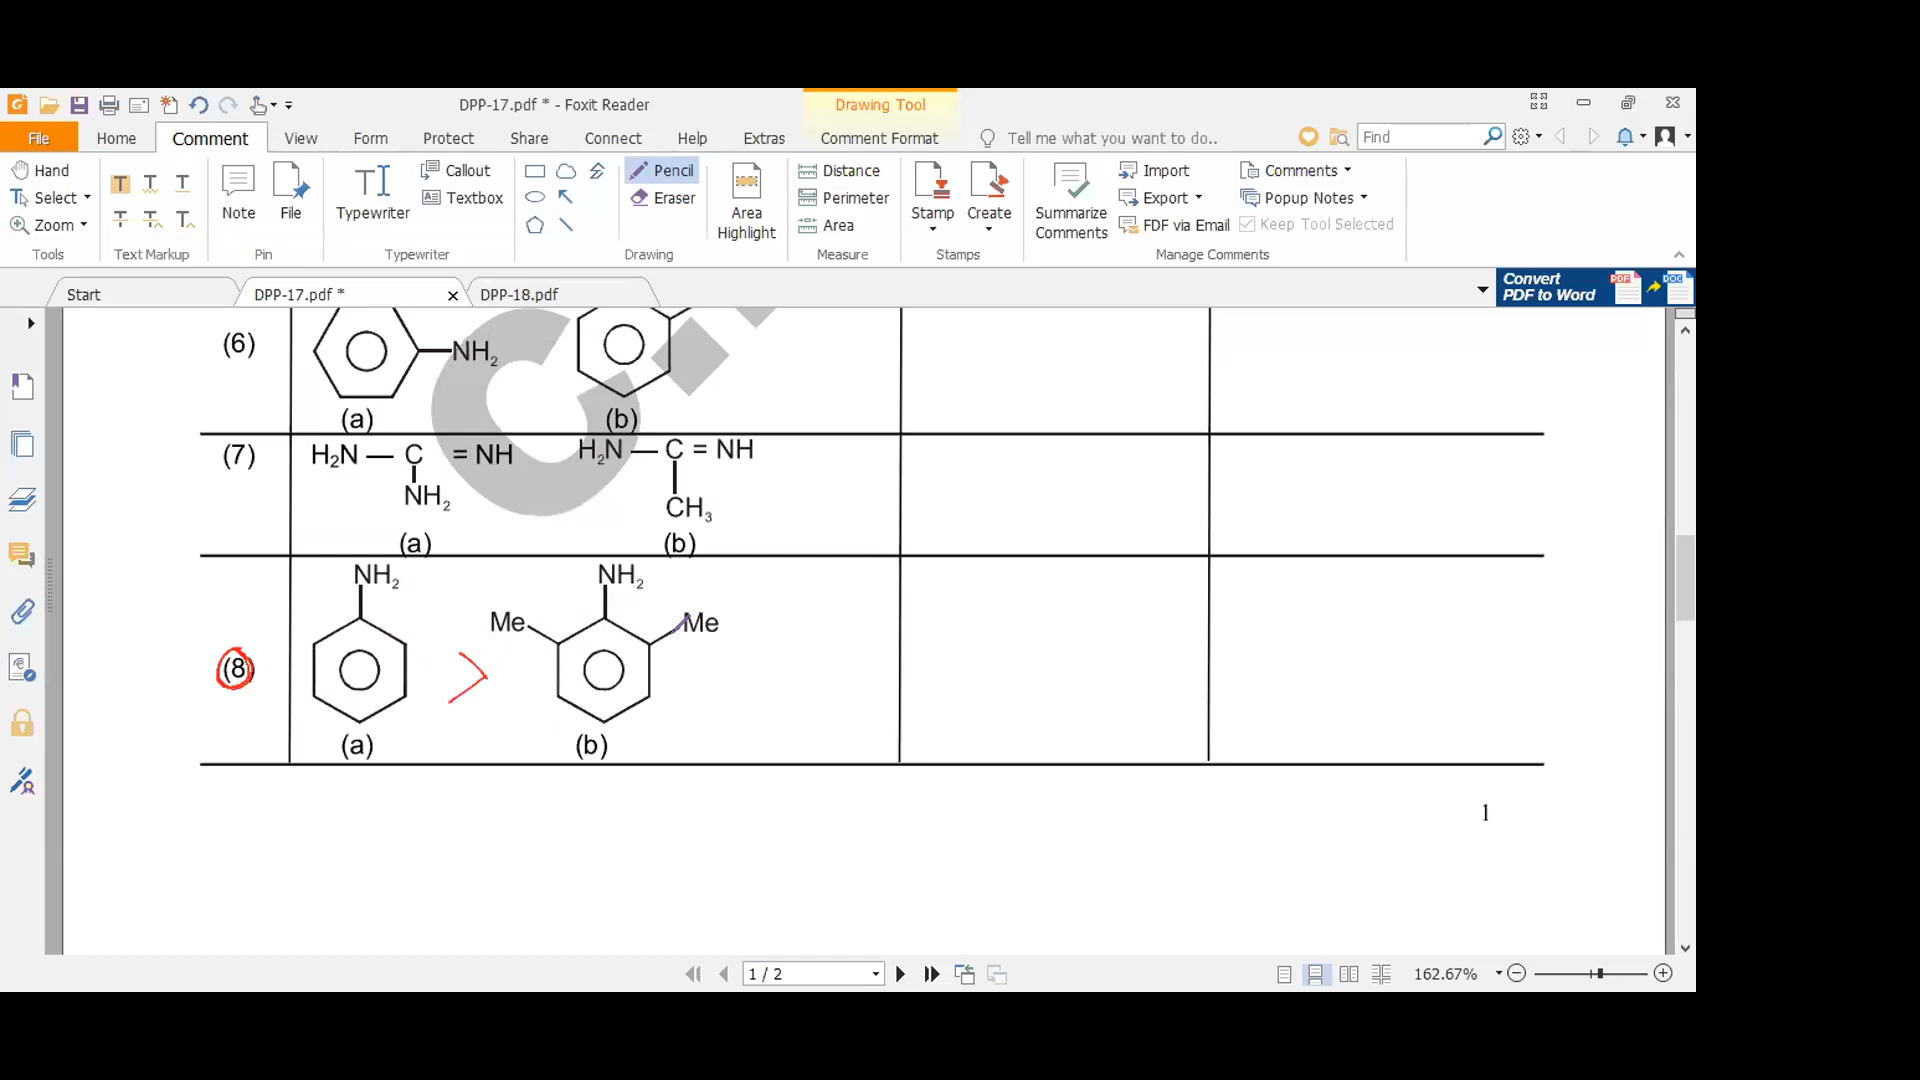 DPP-17.pdf * - Foxit Reader
Drawing Tool
File Home Comment View Form Protect Share Connect Help Extras Comment Format Tell me what you want to do.. Find
Hand
Select
Zoom
Tools
Text Markup
Note
File
Pin
Typewriter
Callout
Textbox
Typewriter
Pencil
Eraser
Drawing
Area
Highlight
Distance
Perimeter
Area
Measure
Stamp
Create
Stamps
Summarize
Comments
Import
Export
FDF via Email
Comments
Popup Notes
Keep Tool Selected
Manage Comments
Start DPP-17.pdf * DPP-18.pdf
Convert
PDF to Word
PDF
DOC
(6) NH₂
(a) (b)
(7) H₂N — C = NH H₂N — C = NH
NH₂
CH₃
(a) (b)
NH₂ NH₂
Me Me
(8) >
(a) (b)
1
1 / 2
162.67%